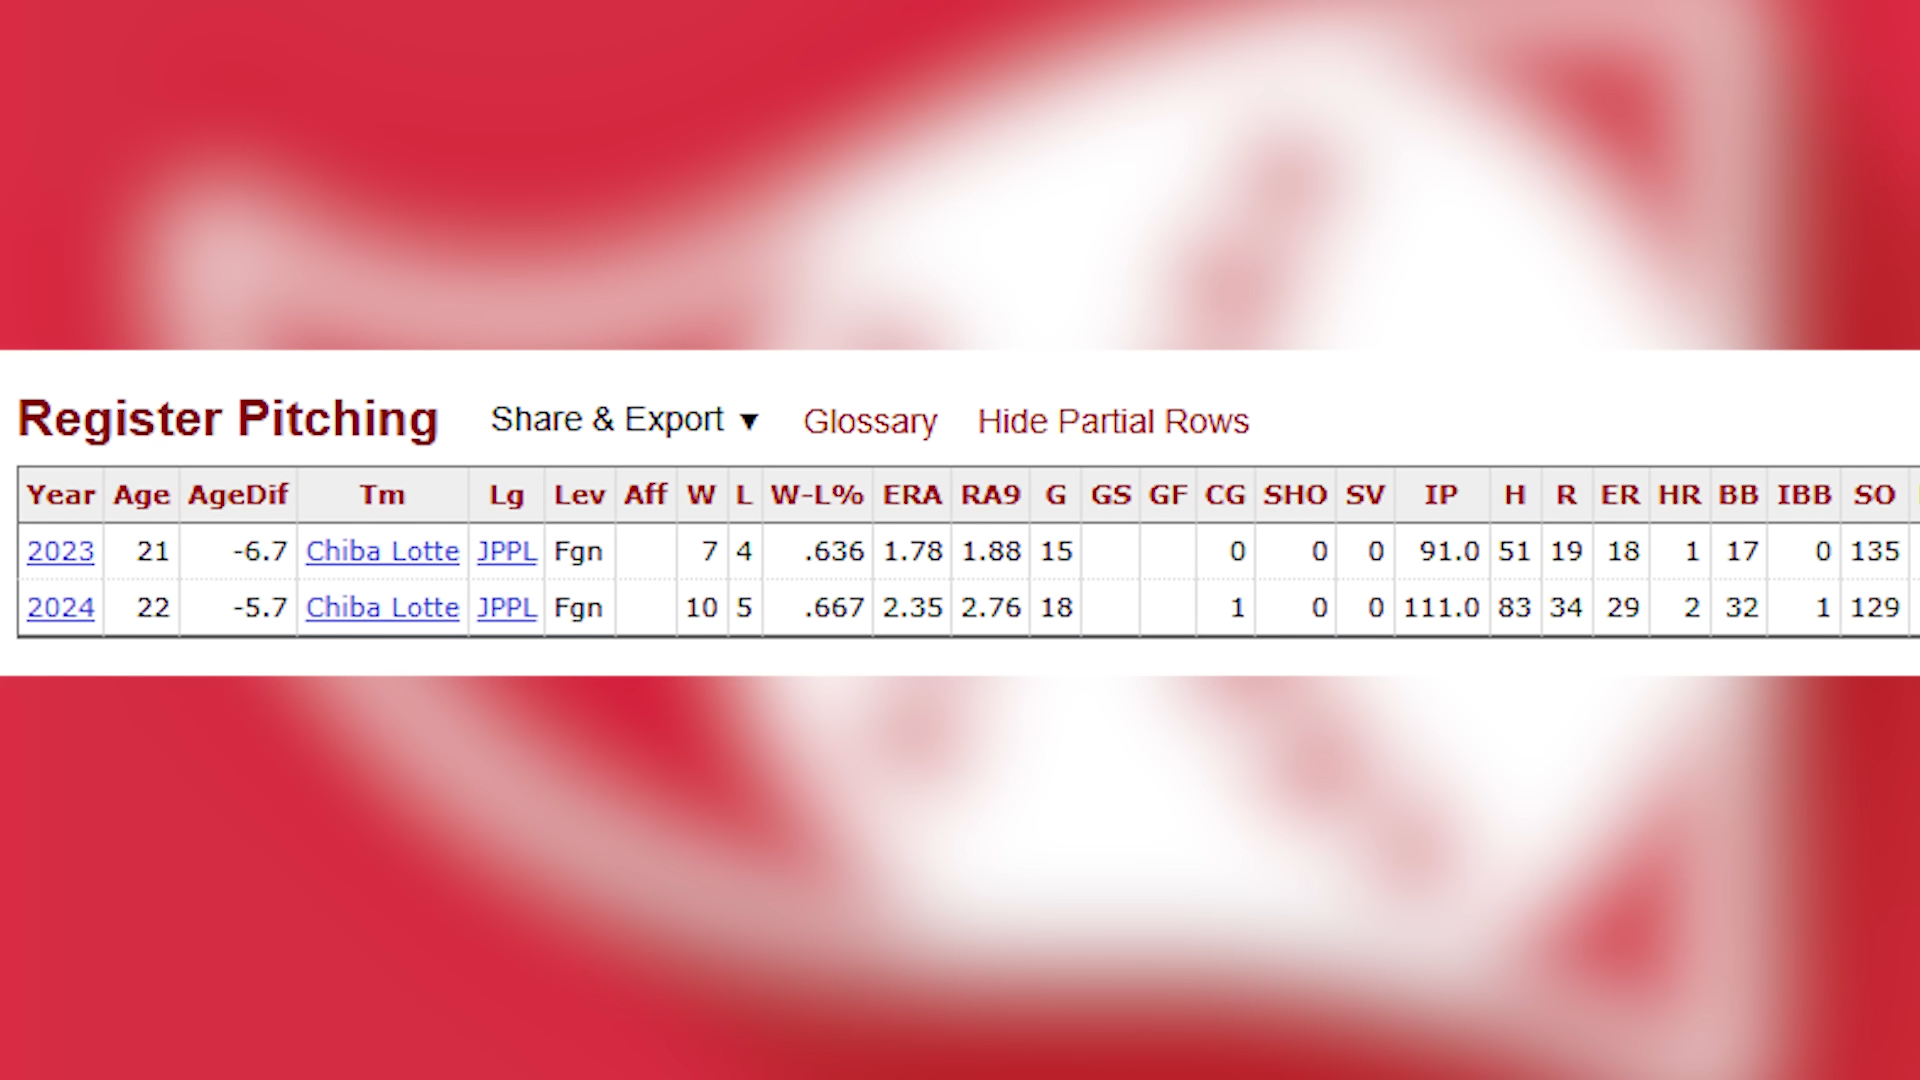 Register Pitching Share & Export ▼ Glossary Hide Partial Rows
Year Age AgeDif Tm Lg Lev Aff W L W-L% ERA RA9 G GS GF CG SHO SV IP H R ER HR BB IBB SO
2023 21 -6.7 Chiba Lotte JPPL Fgn 7 4 .636 1.78 1.88 15 0 0 0 91.0 51 19 18 1 17 0 135
2024 22 -5.7 Chiba Lotte JPPL Fgn 10 5 .667 2.35 2.76 18 1 0 0 111.0 83 34 29 2 32 1 129